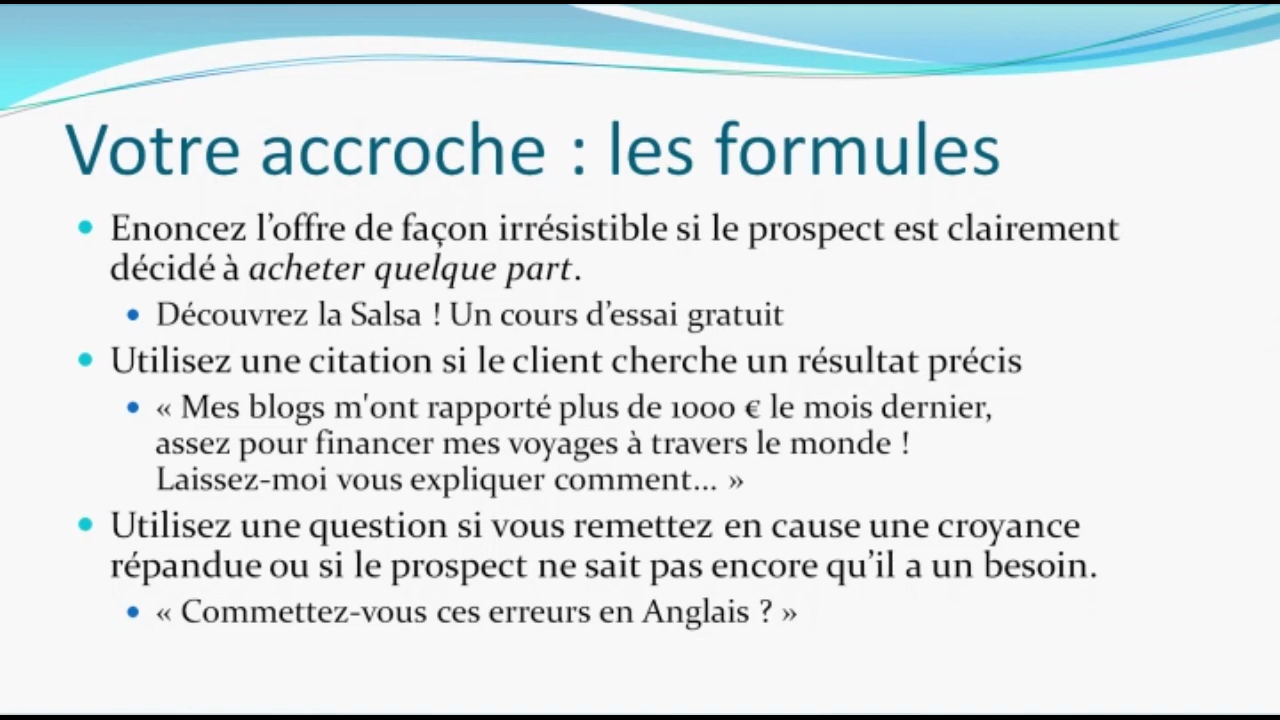 Votre accroche : les formules
Enoncez l’offre de façon irrésistible si le prospect est clairement
décidé à acheter quelque part.
Découvrez la Salsa ! Un cours d’essai gratuit
Utilisez une citation si le client cherche un résultat précis
« Mes blogs m'ont rapporté plus de 1000 € le mois dernier,
assez pour financer mes voyages à travers le monde !
Laissez-moi vous expliquer comment... »
Utilisez une question si vous remettez en cause une croyance
répandue ou si le prospect ne sait pas encore qu’il a un besoin.
« Commettez-vous ces erreurs en Anglais ? »